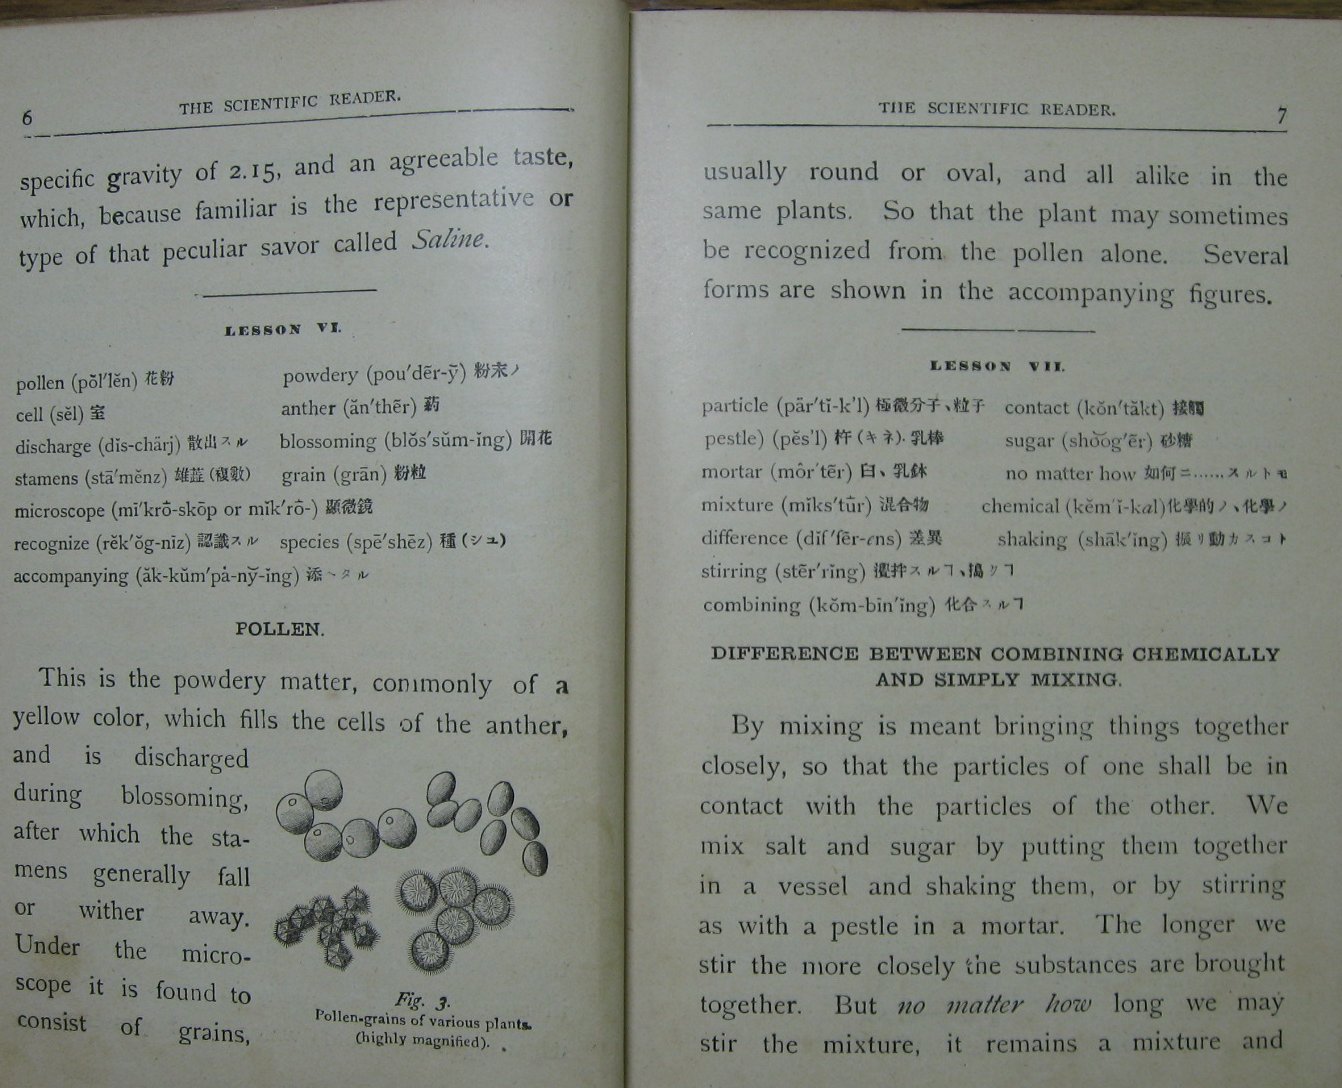 6 THE SCIENTIFIC READER.
specific gravity of 2.15, and an agreeable taste,
which, because familiar is the representative or
type of that peculiar savor called Saline.
LESSON VI.
pollen (pŏl′lĕn) 花粉 powdery (pou′dẽr-y̆) 粉末ノ
cell (sĕl) 室 anther (ăn′thẽr) 葯
discharge (dĭs-chärj) 散出スル blossoming (blŏs′sŭm-ĭng) 開花
stamens (stā′mĕnz) 雄蕋(複數) grain (grān) 粉粒
microscope (mī′krō-skōp or mĭk′rō-) 顯微鏡
recognize (rĕk′ŏg-nīz) 認識スル species (spē′shēz) 種(シュ)
accompanying (ăk-kŭm′pȧ-ny̆-ĭng) 添ヘタル
POLLEN.
This is the powdery matter, commonly of a
yellow color, which fills the cells of the anther,
and is discharged
during blossoming,
after which the sta-
mens generally fall
or wither away.
Under the micro-
scope it is found to
consist of grains,
Fig. 3.
Pollen-grains of various plants.
(highly magnified).
THE SCIENTIFIC READER. 7
usually round or oval, and all alike in the
same plants. So that the plant may sometimes
be recognized from the pollen alone. Several
forms are shown in the accompanying figures.
LESSON VII.
particle (pär′tĭ-k'l) 極微分子、粒子 contact (kŏn′tăkt) 接觸
pestle) (pĕs'l) 杵(キネ)、乳棒 sugar (shŏŏg′ẽr) 砂糖
mortar (môr′tẽr) 臼、乳鉢 no matter how 如何ニ……スルトモ
mixture (mĭks′tūr) 混合物 chemical (kĕm′ĭ-kal)化學的ノ、化學ノ
difference (dĭf′fẽr-ens) 差異 shaking (shāk′ĭng) 振リ動カスコト
stirring (stẽr′rĭng) 攪拌スルヿ、搗クヿ
combining (kŏm-bīn′ĭng) 化合スルヿ
DIFFERENCE BETWEEN COMBINING CHEMICALLY
AND SIMPLY MIXING.
By mixing is meant bringing things together
closely, so that the particles of one shall be in
contact with the particles of the other. We
mix salt and sugar by putting them together
in a vessel and shaking them, or by stirring
as with a pestle in a mortar. The longer we
stir the more closely the substances are brought
together. But no matter how long we may
stir the mixture, it remains a mixture and